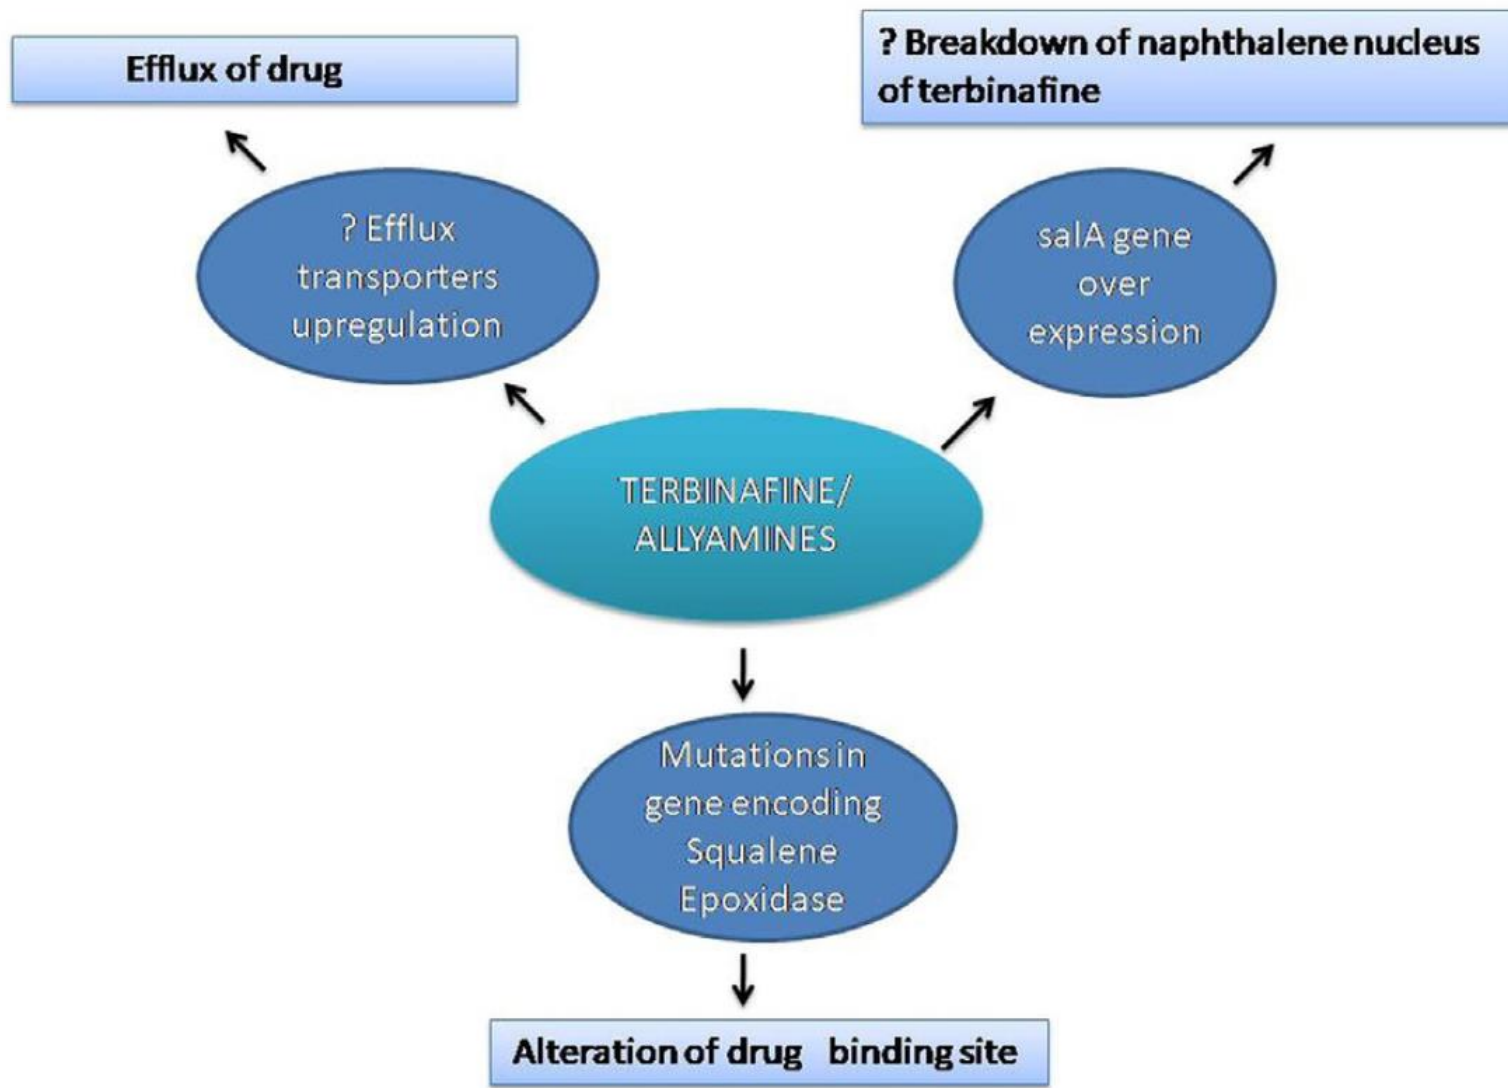 Efflux of drug
? Breakdown of naphthalene nucleus
of terbinafine
? Efflux
transporters
upregulation
salA gene
over
expression
TERBINAFINE/
ALLYAMINES
Mutations in
gene encoding
Squalene
Epoxidase
Alteration of drug binding site